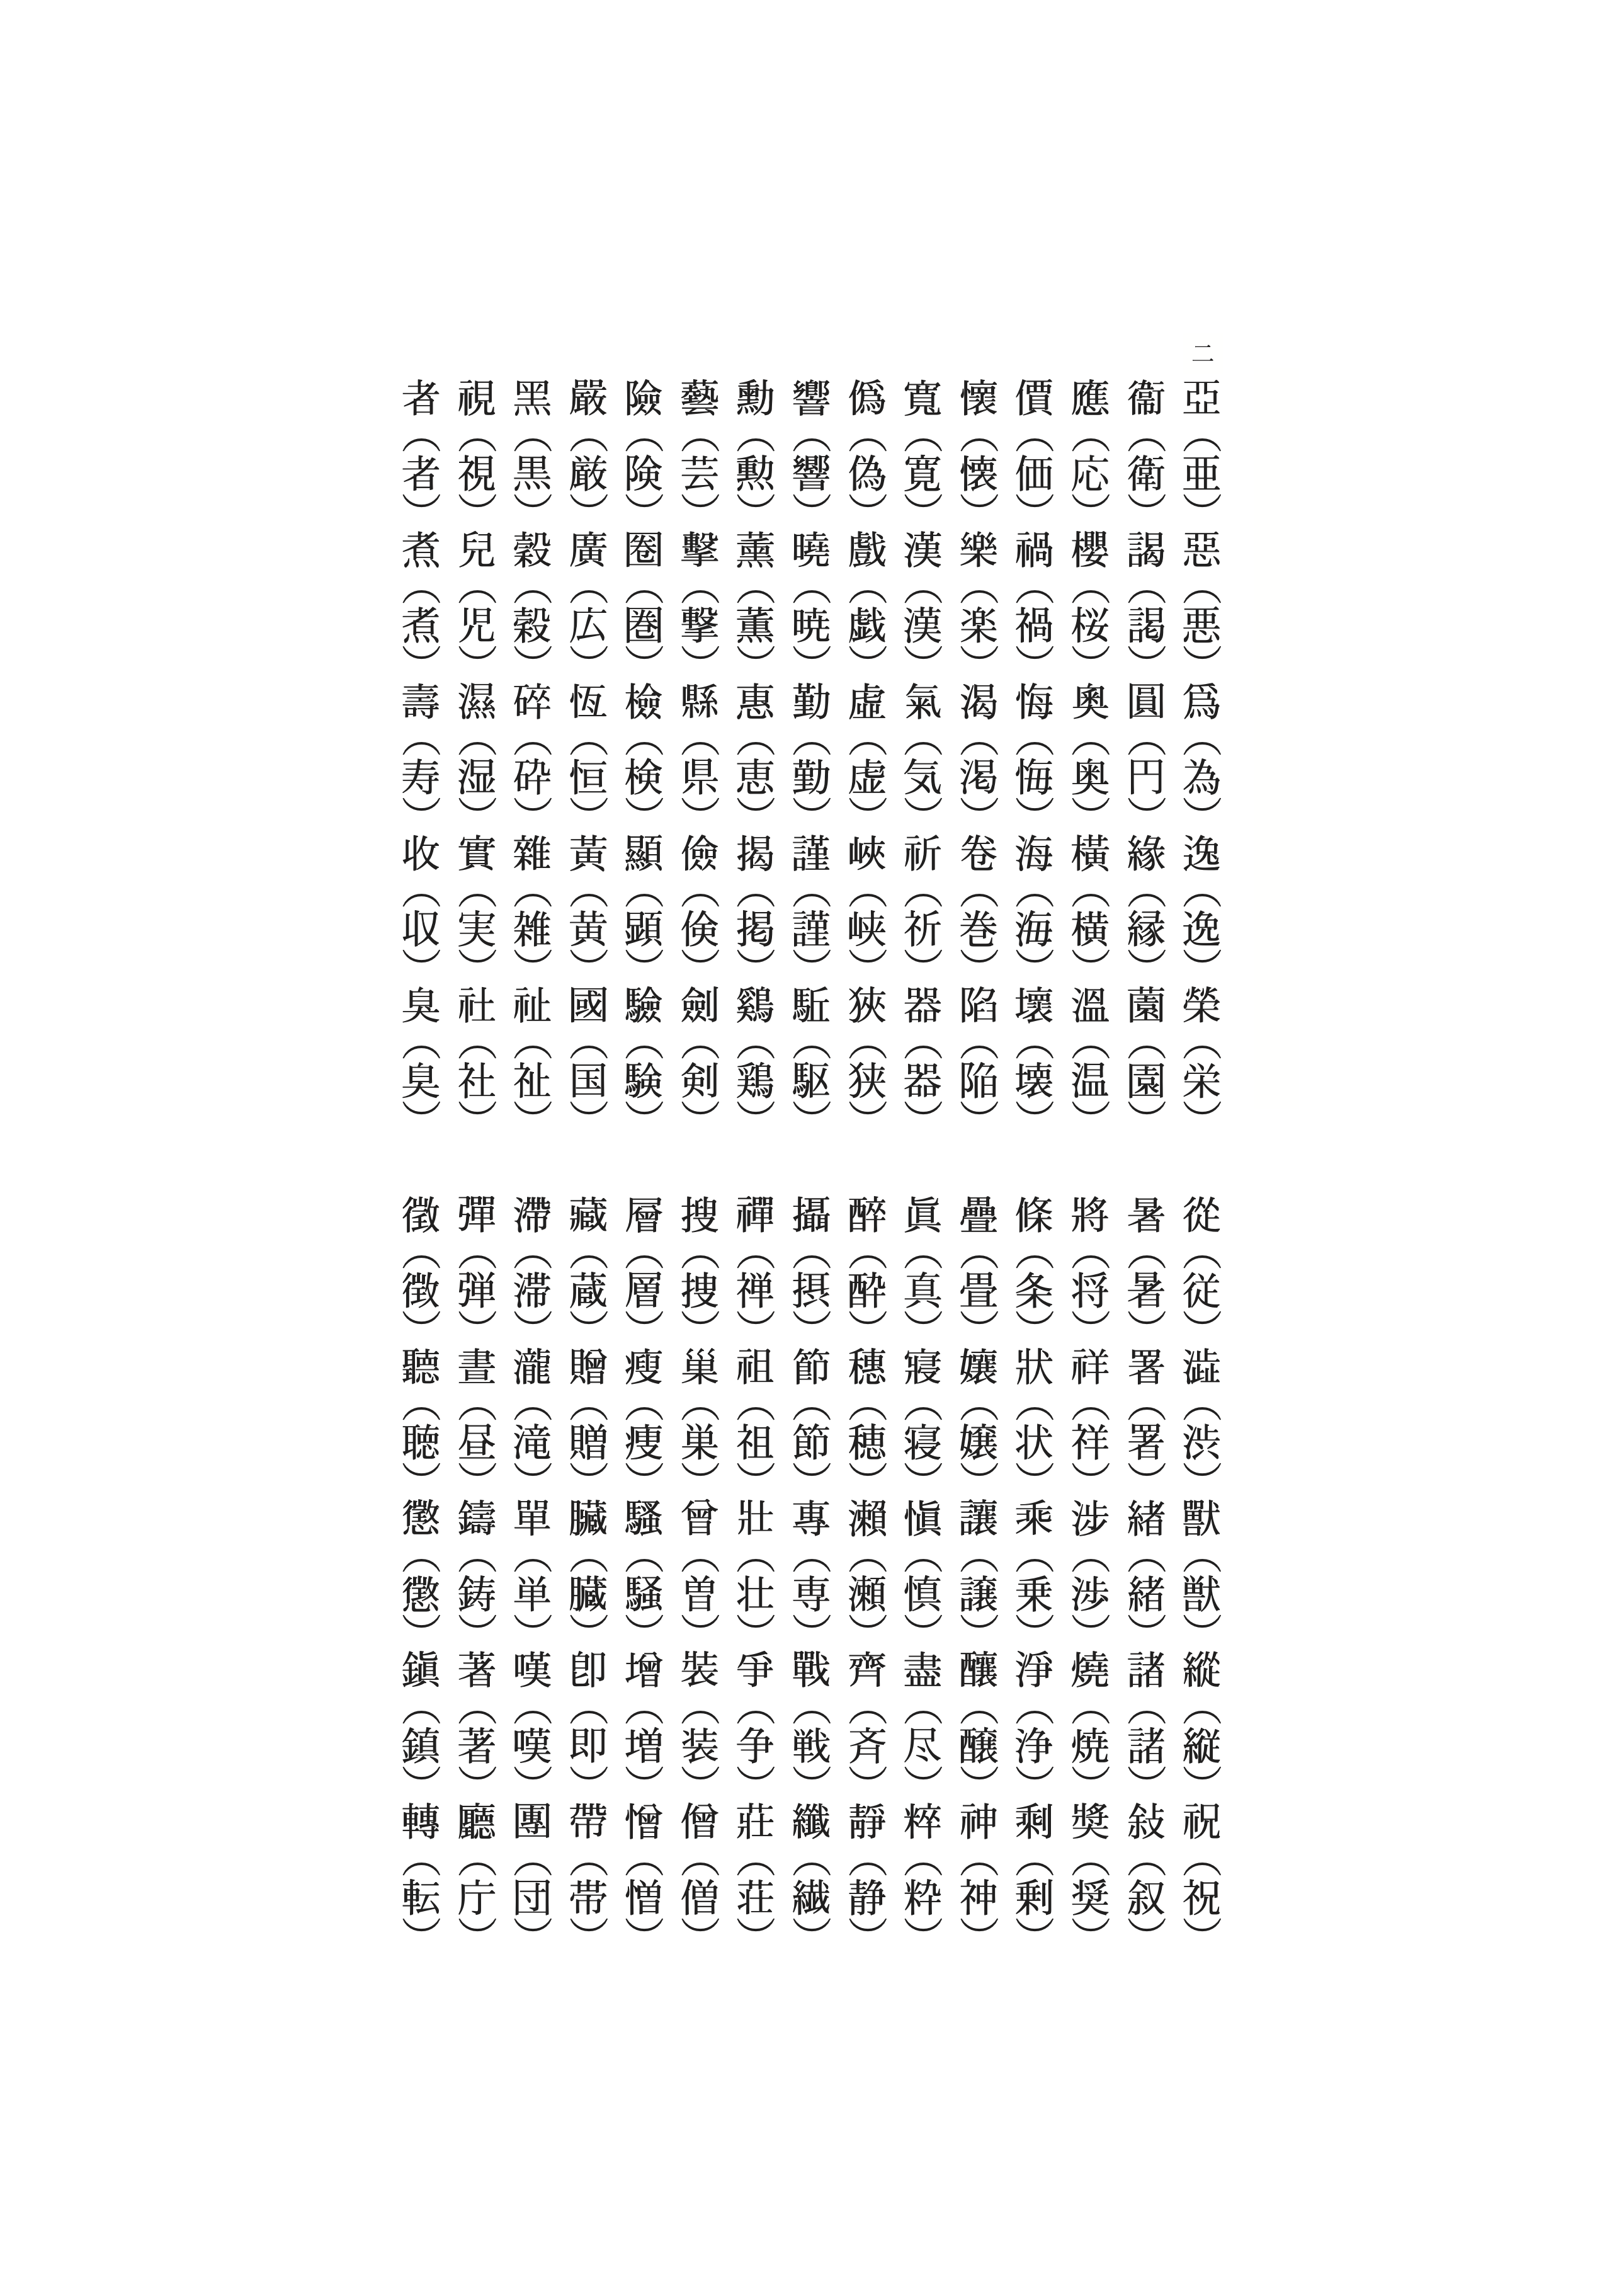 二
亞（亜）惡（悪）爲（為）逸（逸）榮（栄）
衞（衛）謁（謁）圓（円）緣（縁）薗（園）
應（応）櫻（桜）奧（奥）橫（横）溫（温）
價（価）禍（禍）悔（悔）海（海）壞（壊）
懷（懐）樂（楽）渴（渇）卷（巻）陷（陥）
寬（寛）漢（漢）氣（気）祈（祈）器（器）
僞（偽）戲（戯）虛（虚）峽（峡）狹（狭）
響（響）曉（暁）勤（勤）謹（謹）駈（駆）
勳（勲）薰（薫）惠（恵）揭（掲）鷄（鶏）
藝（芸）擊（撃）縣（県）儉（倹）劍（剣）
險（険）圈（圏）檢（検）顯（顕）驗（験）
嚴（厳）廣（広）恆（恒）黃（黄）國（国）
黑（黒）穀（穀）碎（砕）雜（雑）祉（祉）
視（視）兒（児）濕（湿）實（実）社（社）
者（者）煮（煮）壽（寿）收（収）臭（臭）
從（従）澁（渋）獸（獣）縱（縦）祝（祝）
暑（暑）署（署）緖（緒）諸（諸）敍（叙）
將（将）祥（祥）涉（渉）燒（焼）奬（奨）
條（条）狀（状）乘（乗）淨（浄）剩（剰）
疊（畳）孃（嬢）讓（譲）釀（醸）神（神）
眞（真）寢（寝）愼（慎）盡（尽）粹（粋）
醉（酔）穗（穂）瀨（瀬）齊（斉）靜（静）
攝（摂）節（節）專（専）戰（戦）纖（繊）
禪（禅）祖（祖）壯（壮）爭（争）莊（荘）
搜（捜）巢（巣）曾（曽）裝（装）僧（僧）
層（層）瘦（痩）騷（騒）增（増）憎（憎）
藏（蔵）贈（贈）臟（臓）卽（即）帶（帯）
滯（滞）瀧（滝）單（単）嘆（嘆）團（団）
彈（弾）晝（昼）鑄（鋳）著（著）廳（庁）
徵（徴）聽（聴）懲（懲）鎭（鎮）轉（転）